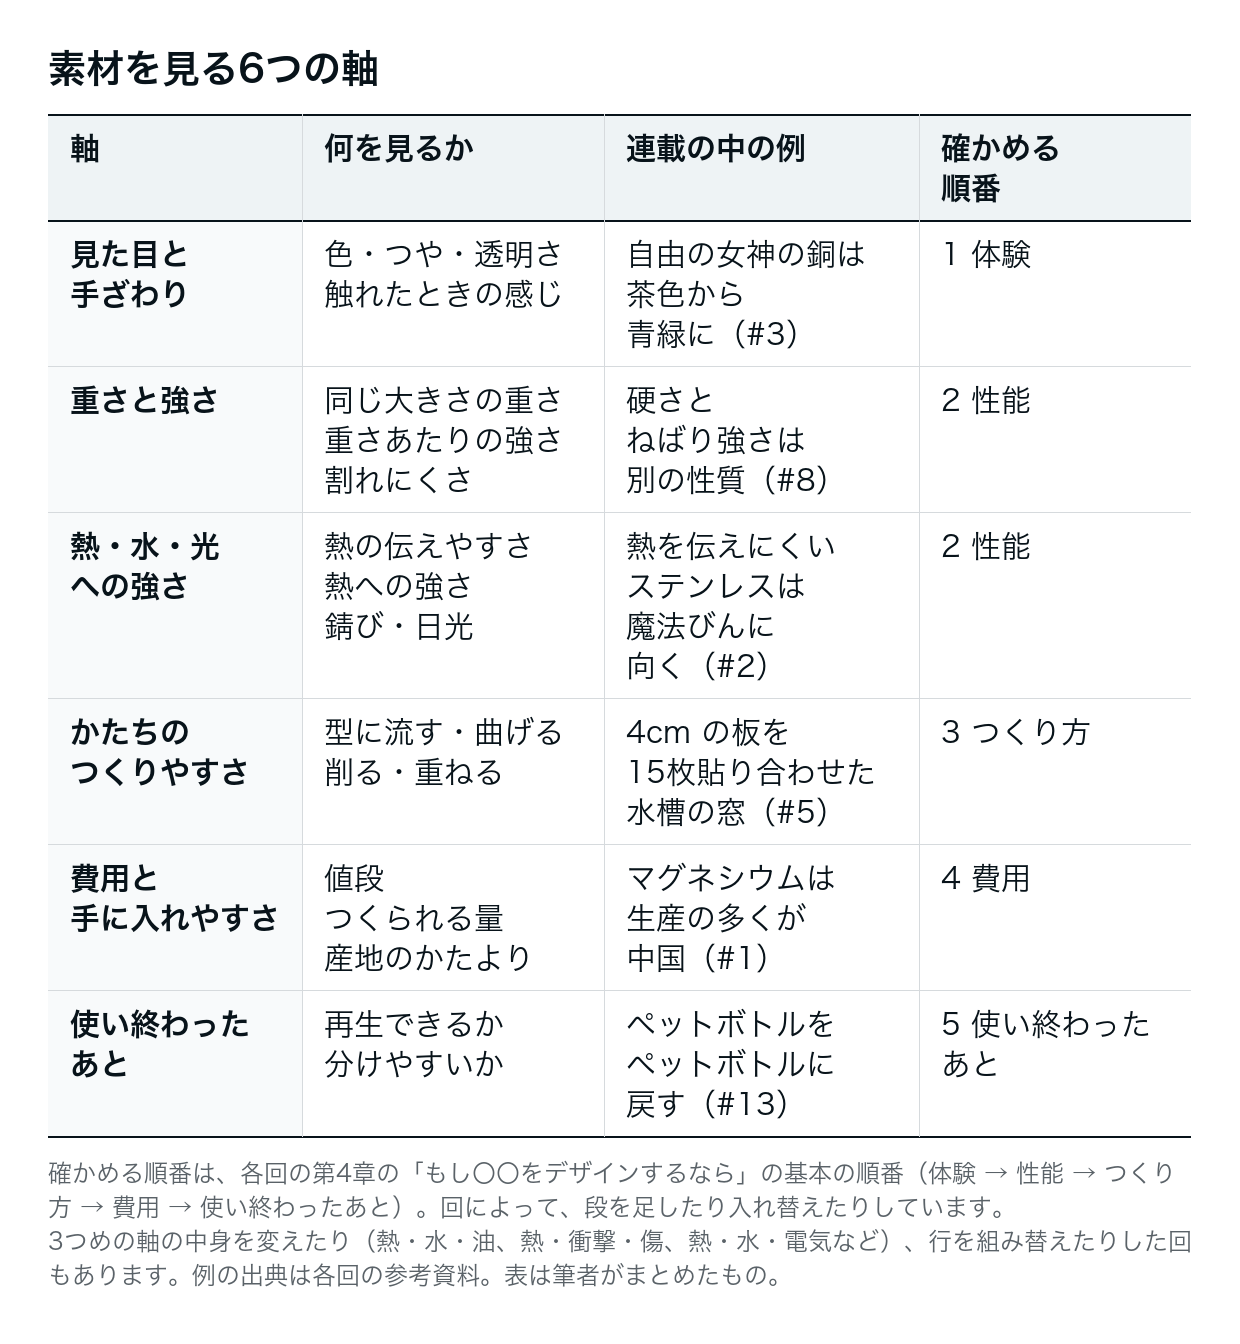 素材を見る6つの軸
軸
何を見るか
連載の中の例
確かめる
順番
見た目と
手ざわり
色・つや・透明さ
触れたときの感じ
自由の女神の銅は
茶色から
青緑に（#3）
1 体験
重さと強さ
同じ大きさの重さ
重さあたりの強さ
割れにくさ
硬さと
ねばり強さは
別の性質（#8）
2 性能
熱・水・光
への強さ
熱の伝えやすさ
熱への強さ
錆び・日光
熱を伝えにくい
ステンレスは
魔法びんに
向く（#2）
2 性能
かたちの
つくりやすさ
型に流す・曲げる
削る・重ねる
4cm の板を
15枚貼り合わせた
水槽の窓（#5）
3 つくり方
費用と
手に入れやすさ
値段
つくられる量
産地のかたより
マグネシウムは
生産の多くが
中国（#1）
4 費用
使い終わった
あと
再生できるか
分けやすいか
ペットボトルを
ペットボトルに
戻す（#13）
5 使い終わった
あと
確かめる順番は、各回の第4章の「もし〇〇をデザインするなら」の基本の順番（体験 → 性能 → つくり
方 → 費用 → 使い終わったあと）。回によって、段を足したり入れ替えたりしています。
3つめの軸の中身を変えたり（熱・水・油、熱・衝撃・傷、熱・水・電気など）、行を組み替えたりした回
もあります。例の出典は各回の参考資料。表は筆者がまとめたもの。